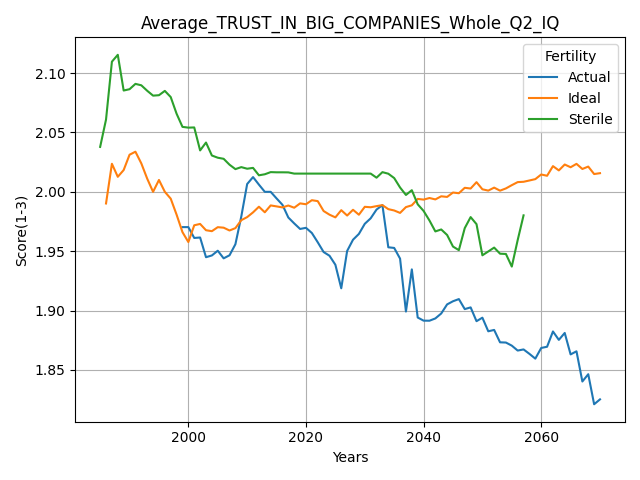 Average_TRUST_IN_BIG_COMPANIES_Whole_Q2_IQ
Fertility
Actual
Ideal
Sterile
Score(1-3)
2.10
2.05
2.00
1.95
1.90
1.85
2000
2020
2040
2060
Years